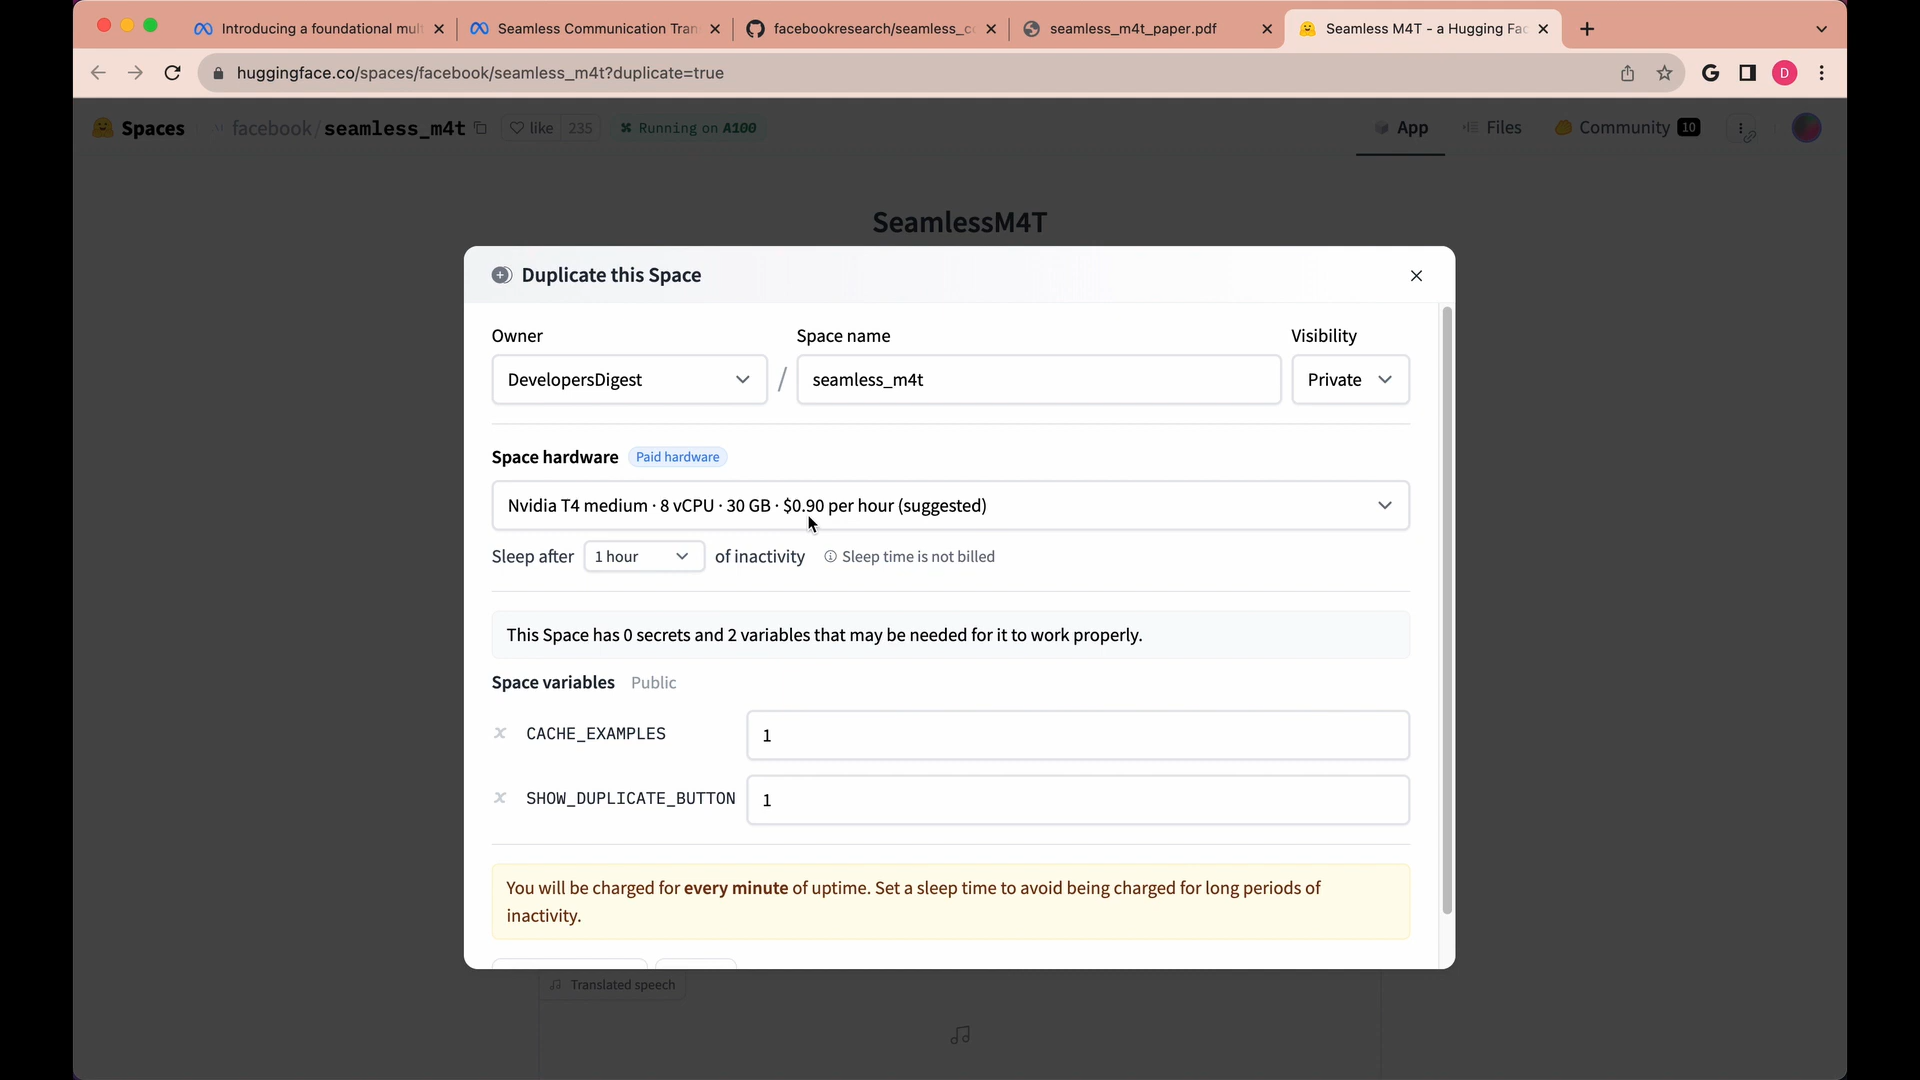 Introducing a foundational mult
Seamless Communication Tran
facebookresearch/seamless_co
seamless_m4t_paper.pdf
Seamless M4T - a Hugging Fac
huggingface.co/spaces/facebook/seamless_m4t?duplicate=true
G
D
Spaces
facebook/seamless_m4t
like 235
Running on A100
App
Files
Community 10
SeamlessM4T
Duplicate this Space
Owner
Space name
Visibility
DevelopersDigest
/
seamless_m4t
Private
Space hardware Paid hardware
Nvidia T4 medium · 8 vCPU · 30 GB · $0.90 per hour (suggested)
Sleep after 1 hour of inactivity Sleep time is not billed
This Space has 0 secrets and 2 variables that may be needed for it to work properly.
Space variables Public
CACHE_EXAMPLES 1
SHOW_DUPLICATE_BUTTON 1
You will be charged for every minute of uptime. Set a sleep time to avoid being charged for long periods of
inactivity.
Translated speech